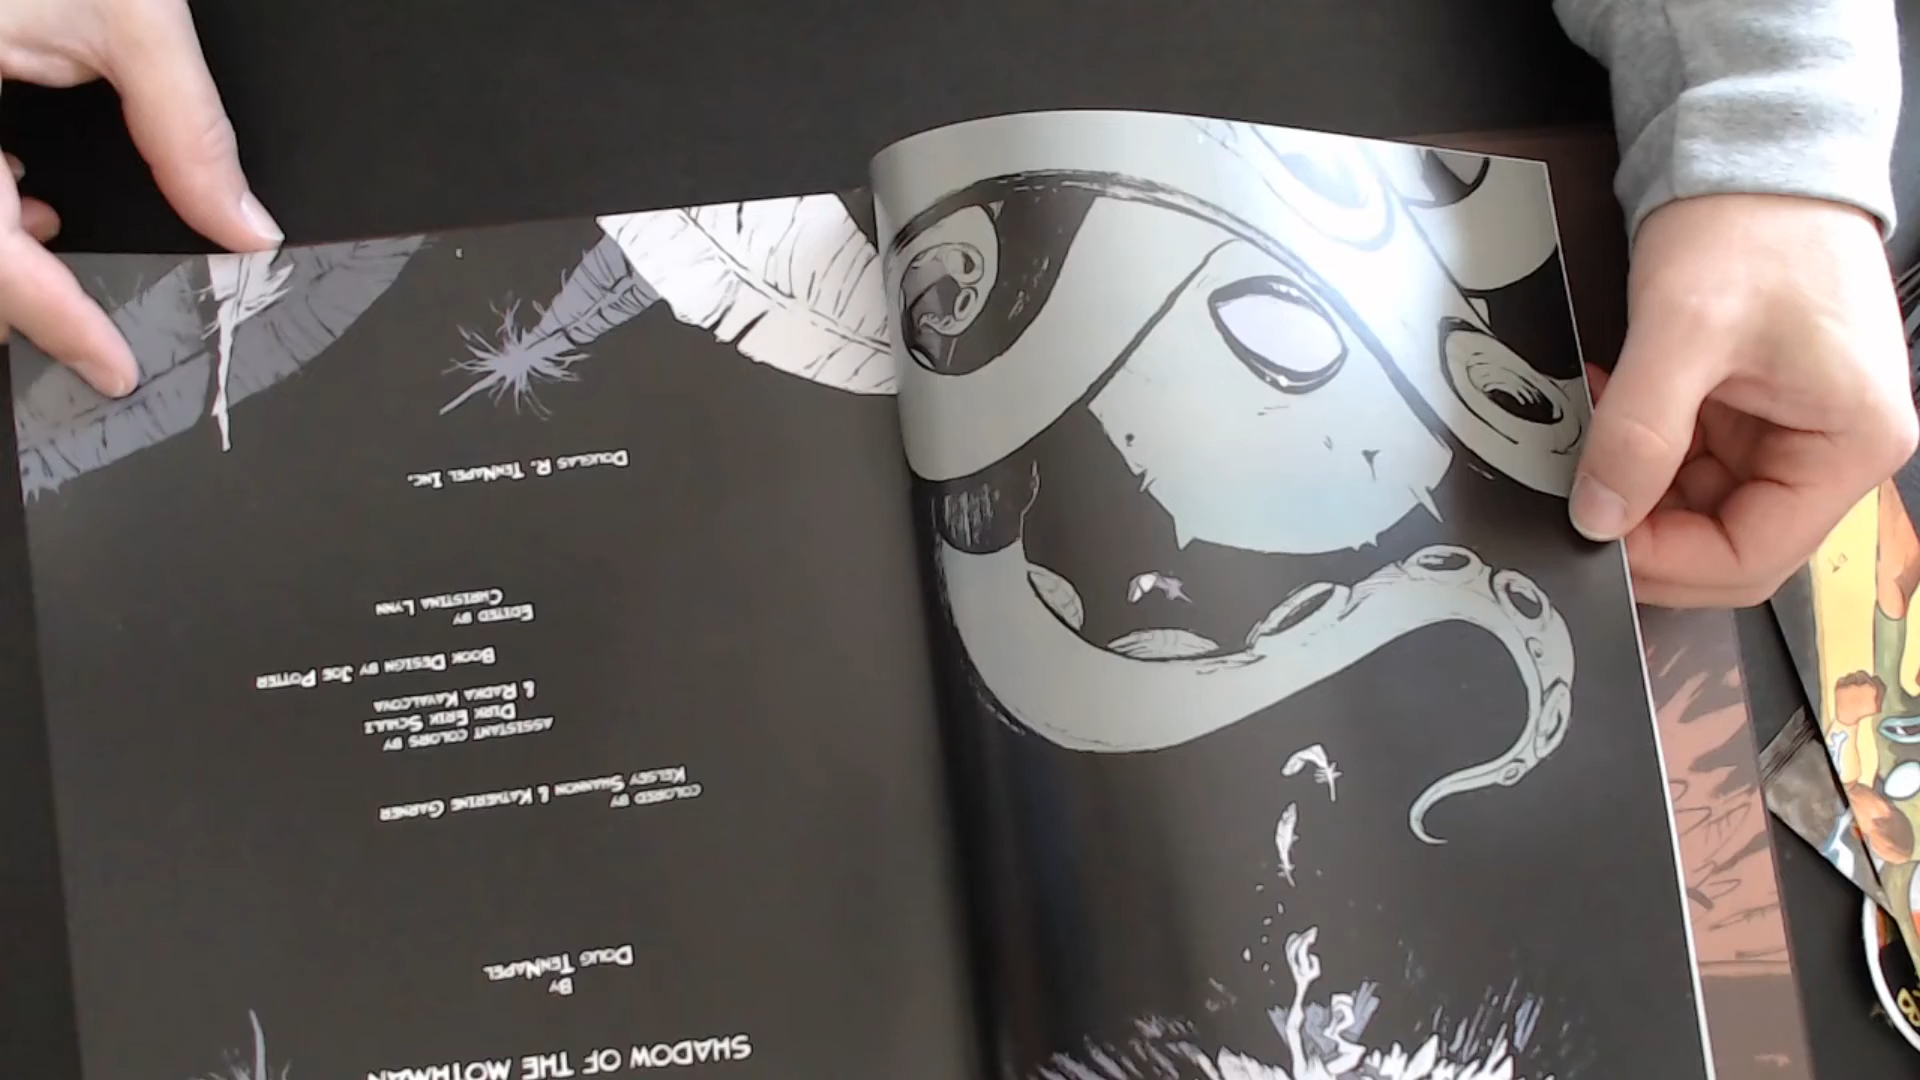 SHADOW OF THE MOTHMAN
BY
DOUG TENNAPEL
COLORED BY
KELSEY SHANNON & KATHERINE GARNER
ASSISTANT COLORS BY
DIRK ERIK SCHULZ
& RADKA KAVALCOVA
BOOK DESIGN BY JOE POTTER
EDITED BY
CHRISTINA LYNN
DOUGLAS R. TENNAPEL INC.